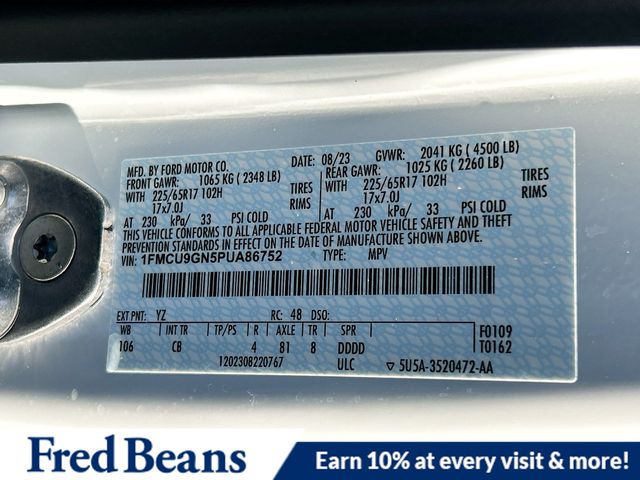 MFD. BY FORD MOTOR CO. DATE: 08/23 GVWR: 2041 KG ( 4500 LB)
FRONT GAWR: 1065 KG ( 2348 LB) REAR GAWR: 1025 KG ( 2260 LB)
WITH 225/65R17 102H TIRES WITH 225/65R17 102H TIRES
17x7.0J RIMS 17x7.0J RIMS
AT 230 kPa/ 33 PSI COLD AT 230 kPa/ 33 PSI COLD
THIS VEHICLE CONFORMS TO ALL APPLICABLE FEDERAL MOTOR VEHICLE SAFETY AND THEFT
PREVENTION STANDARDS IN EFFECT ON THE DATE OF MANUFACTURE SHOWN ABOVE.
VIN: 1FMCU9GN5PUA86752 TYPE: MPV
EXT PNT: YZ RC: 48 DSO:
WB INT TR TP/PS R AXLE TR SPR F0109
106 CB 4 81 8 DDDD T0162
1202308220767 ULC ▽ 5U5A-3520472-AA
Fred Beans Earn 10% at every visit & more!